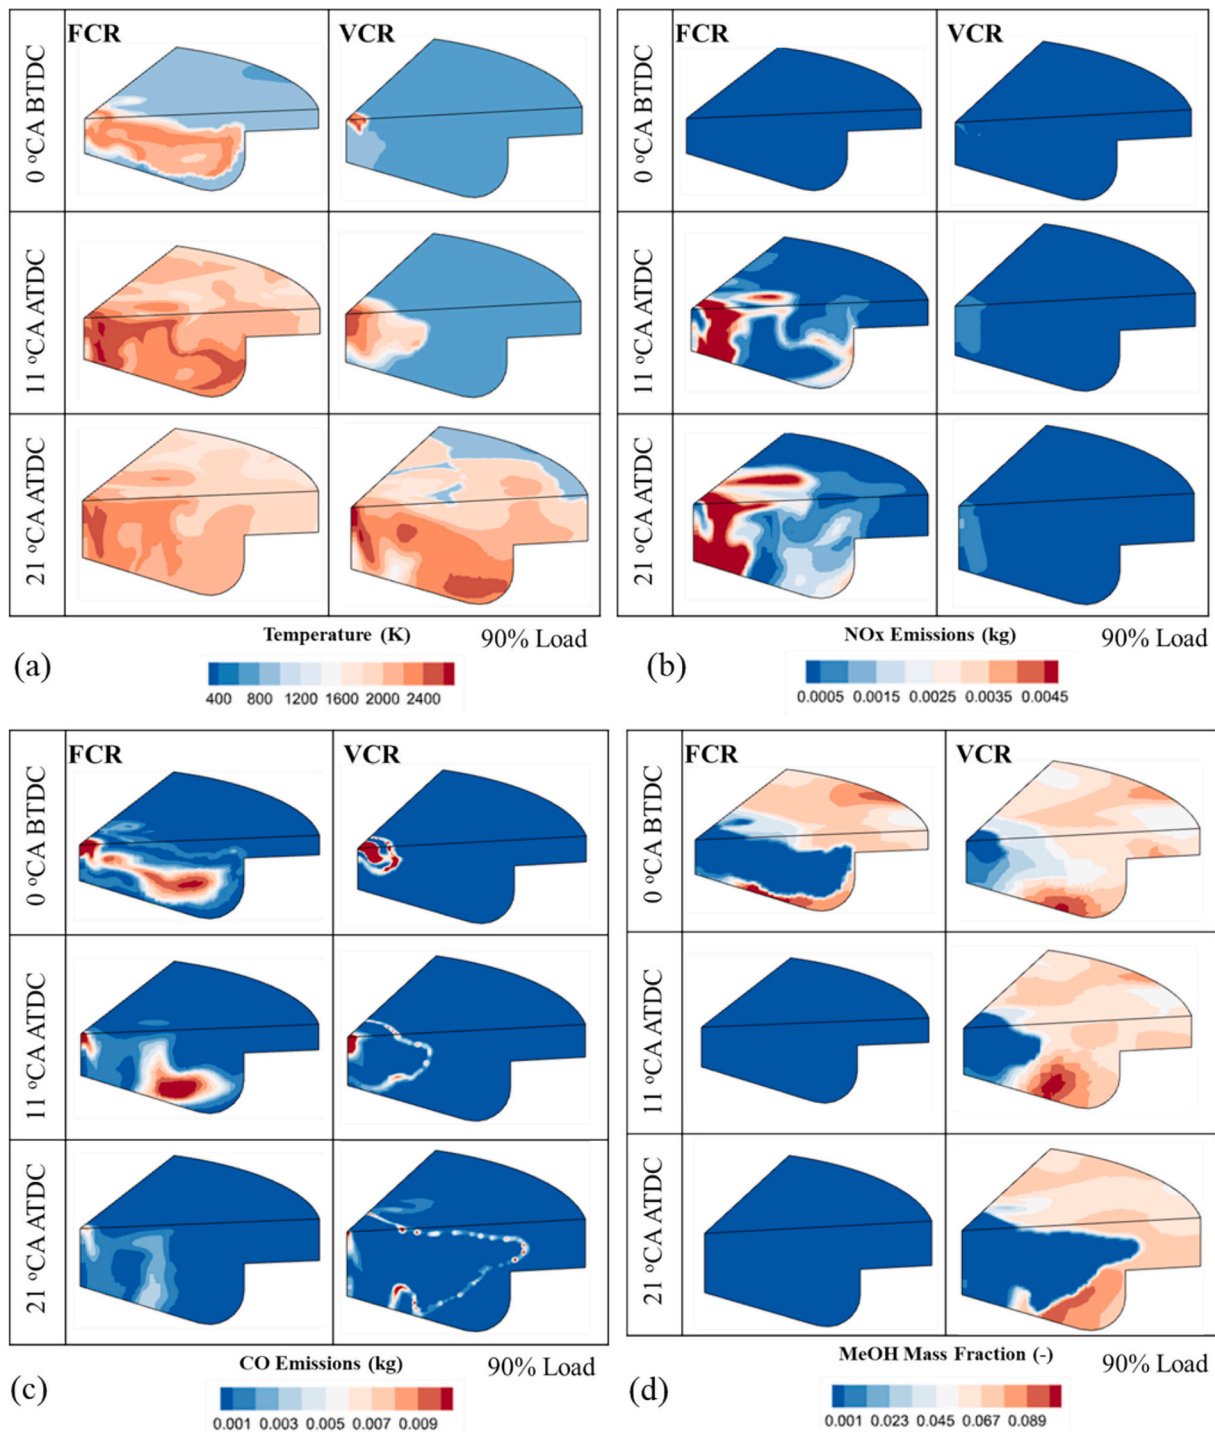 FCR VCR
0 °CA BTDC
11 °CA ATDC
21 °CA ATDC
Temperature (K) 90% Load
(a)
400 800 1200 1600 2000 2400
FCR VCR
0 °CA BTDC
11 °CA ATDC
21 °CA ATDC
NOx Emissions (kg) 90% Load
(b)
0.0005 0.0015 0.0025 0.0035 0.0045
FCR VCR
0 °CA BTDC
11 °CA ATDC
21 °CA ATDC
CO Emissions (kg) 90% Load
(c)
0.001 0.003 0.005 0.007 0.009
FCR VCR
0 °CA BTDC
11 °CA ATDC
21 °CA ATDC
MeOH Mass Fraction (-) 90% Load
(d)
0.001 0.023 0.045 0.067 0.089